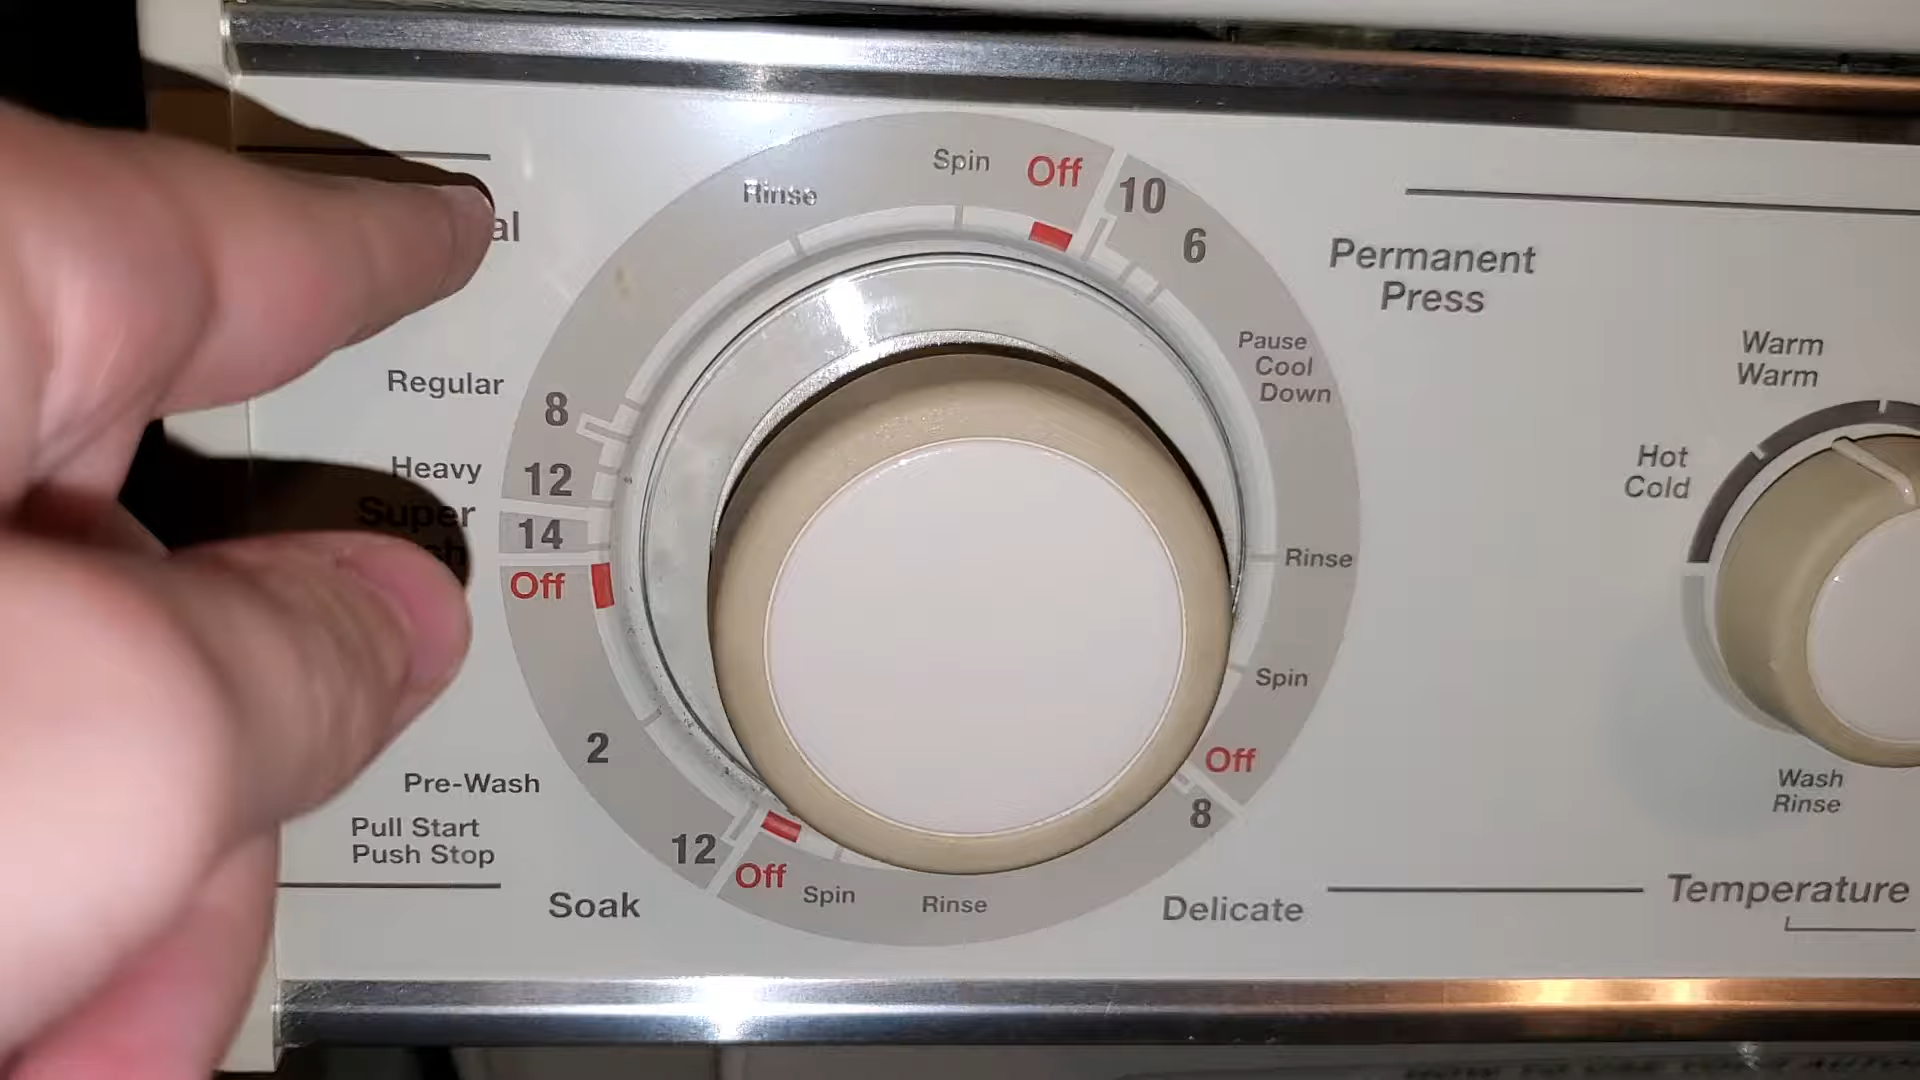 Spin
Off
10
Rinse
6
al
Permanent
Press
Regular
8
Pause
Cool
Down
Warm
Warm
Heavy
12
Hot
Cold
Super
14
Off
Rinse
Spin
2
Off
Pre-Wash
8
Wash
Rinse
Pull Start
Push Stop
12
Off
Spin
Rinse
Soak
Delicate
Temperature